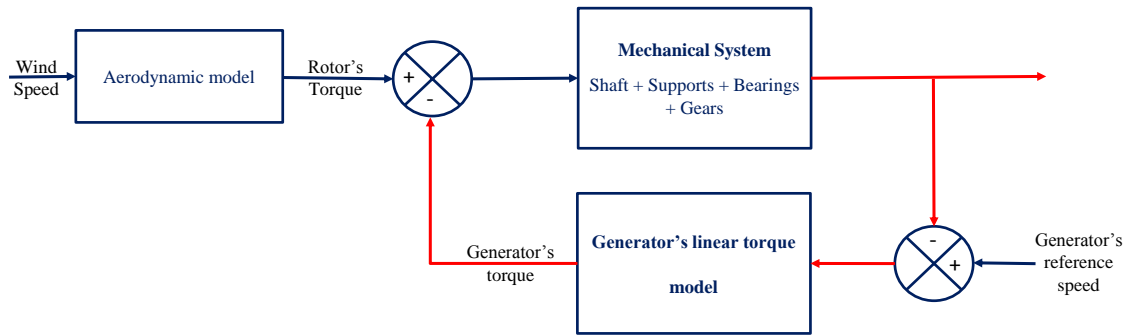 Wind
Speed
Aerodynamic model
Rotor’s
Torque
+
-
Mechanical System
Shaft + Supports + Bearings
+ Gears
Generator’s
torque
Generator’s linear torque
model
-
+
Generator’s
reference
speed